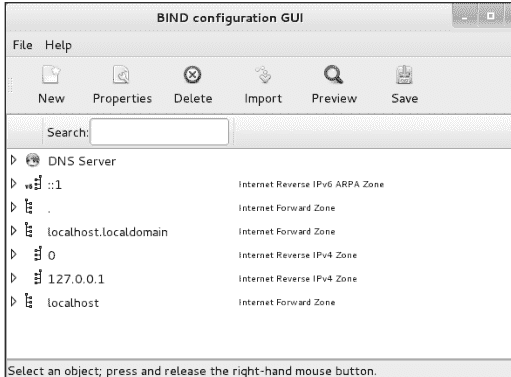 BIND configuration GUI
File Help
New Properties Delete Import Preview Save
Search:
DNS Server
::1 Internet Reverse IPv6 ARPA Zone
. Internet Forward Zone
localhost.localdomain Internet Forward Zone
0 Internet Reverse IPv4 Zone
127.0.0.1 Internet Reverse IPv4 Zone
localhost Internet Forward Zone
Select an object; press and release the right-hand mouse button.